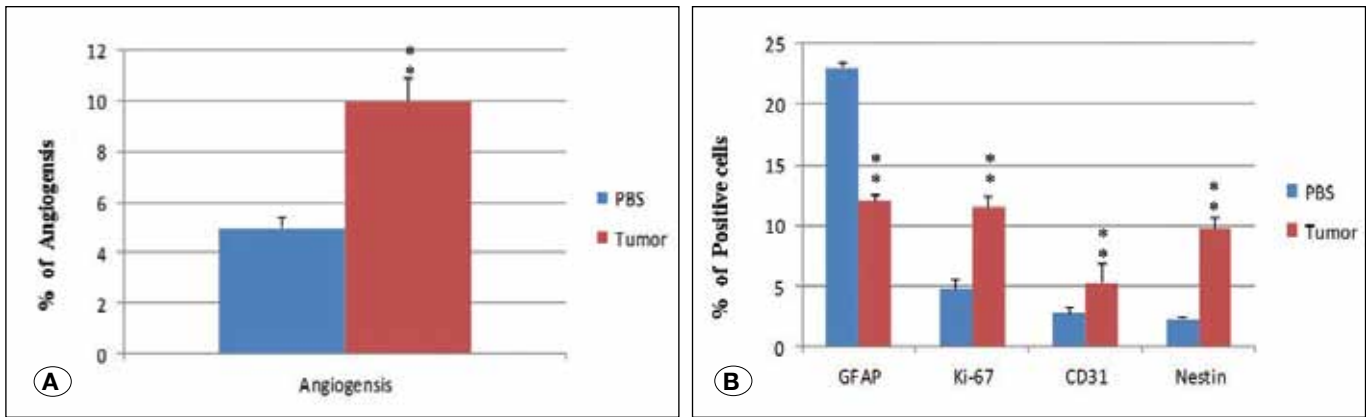 12
10
8
6
4
2
0
% of Angiogensis
*
*
Angiogensis
PBS
Tumor
A
25
20
15
10
5
0
% of Positive cells
*
*
*
*
*
*
*
*
GFAP Ki-67 CD31 Nestin
PBS
Tumor
B